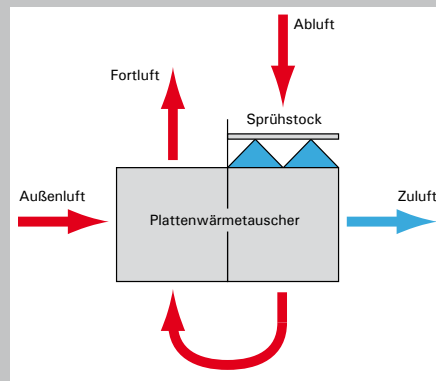 Abluft
Fortluft
Sprühstock
Außenluft
Plattenwärmetauscher
Zuluft